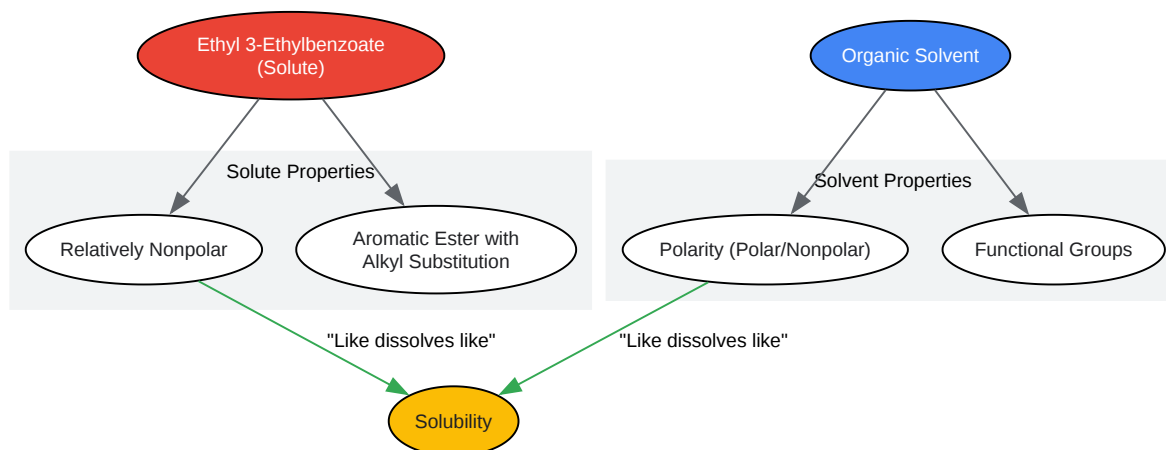 Ethyl 3-Ethylbenzoate
(Solute)
Organic Solvent
Solute Properties
Solvent Properties
Relatively Nonpolar
Aromatic Ester with
Alkyl Substitution
Polarity (Polar/Nonpolar)
Functional Groups
"Like dissolves like"
"Like dissolves like"
Solubility